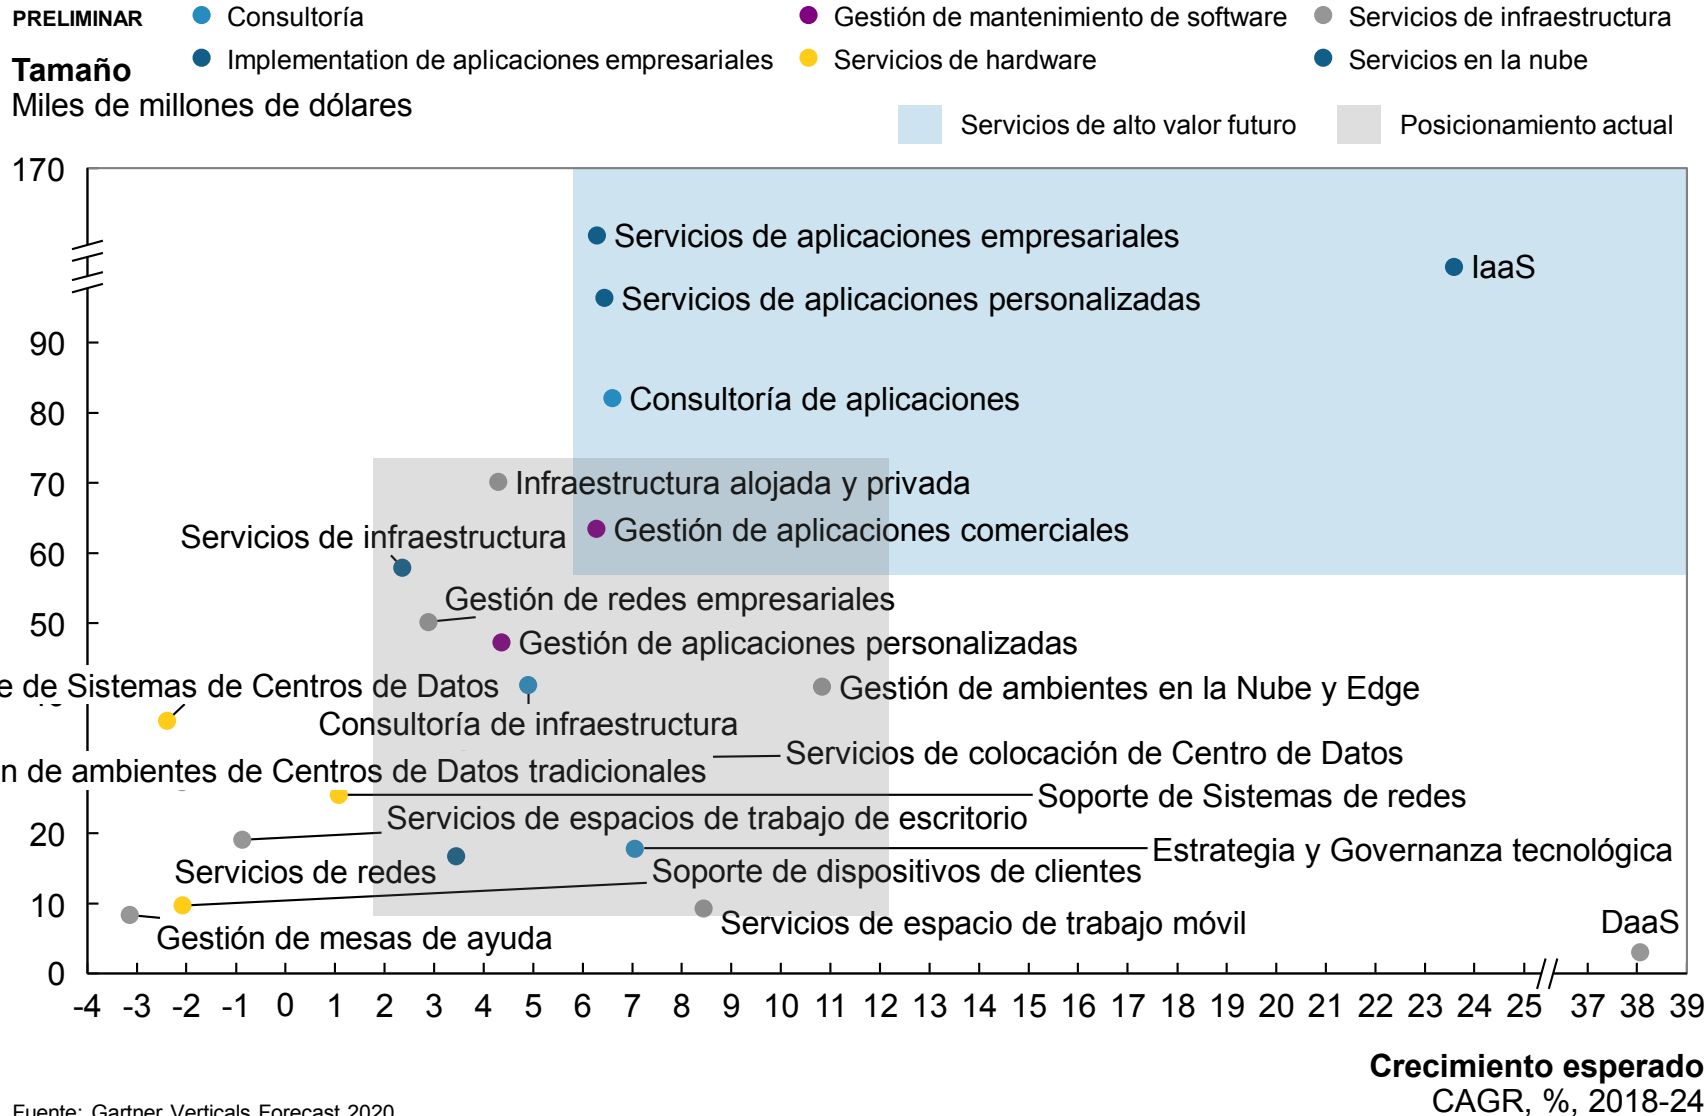 PRELIMINAR
Consultoría
Gestión de mantenimiento de software
Servicios de infraestructura
Implementation de aplicaciones empresariales
Servicios de hardware
Servicios en la nube
Tamaño
Miles de millones de dólares
Servicios de alto valor futuro
Posicionamiento actual
170
Servicios de aplicaciones empresariales
IaaS
Servicios de aplicaciones personalizadas
90
Consultoría de aplicaciones
80
70
Infraestructura alojada y privada
Gestión de aplicaciones comerciales
Servicios de infraestructura
60
Gestión de redes empresariales
50
Gestión de aplicaciones personalizadas
de Sistemas de Centros de Datos
Gestión de ambientes en la Nube y Edge
Consultoría de infraestructura
Servicios de colocación de Centro de Datos
de ambientes de Centros de Datos tradicionales
Soporte de Sistemas de redes
Servicios de espacios de trabajo de escritorio
20
Estrategia y Governanza tecnológica
Servicios de redes
Soporte de dispositivos de clientes
10
Servicios de espacio de trabajo móvil
DaaS
Gestión de mesas de ayuda
0
-4 -3 -2 -1 0 1 2 3 4 5 6 7 8 9 10 11 12 13 14 15 16 17 18 19 20 21 22 23 24 25 37 38 39
Crecimiento esperado
CAGR, %, 2018-24
Fuente: Gartner Verticals Forecast 2020